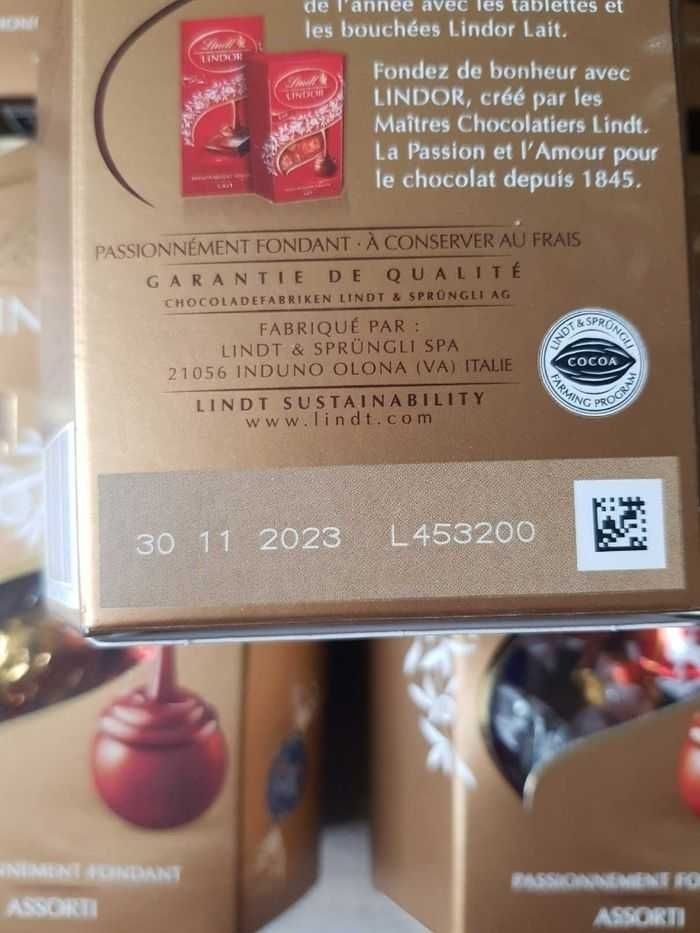 de l'année avec les tablettes et
les bouchées Lindor Lait.
Lindt
LINDOR
Lindt
LINDOR
LAIT
Fondez de bonheur avec
LINDOR, créé par les
Maîtres Chocolatiers Lindt.
La Passion et l'Amour pour
le chocolat depuis 1845.
PASSIONNÉMENT FONDANT · À CONSERVER AU FRAIS
GARANTIE DE QUALITÉ
CHOCOLADEFABRIKEN LINDT & SPRÜNGLI AG
FABRIQUÉ PAR :
LINDT & SPRÜNGLI SPA
21056 INDUNO OLONA (VA) ITALIE
LINDT SUSTAINABILITY
www.lindt.com
LINDT & SPRÜNGLI
COCOA
FARMING PROGRAM
30 11 2023 L453200
NNÉMENT FONDANT
ASSORTI
PASSIONNÉMENT FO
ASSORTI